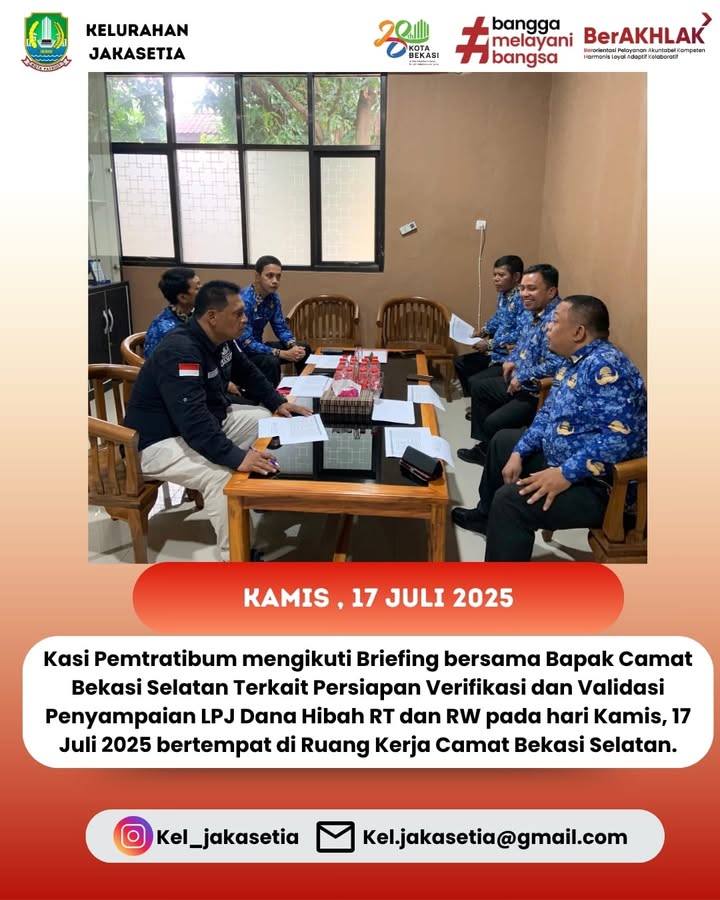 KELURAHAN
JAKASETIA
KOTA
BEKASI
#bangga
melayani
bangsa
BerAKHLAK
Berorientasi Pelayanan Akuntabel Kompeten
Harmonis Loyal Adaptif Kolaboratif
KAMIS , 17 JULI 2025
Kasi Pemtratibum mengikuti Briefing bersama Bapak Camat
Bekasi Selatan Terkait Persiapan Verifikasi dan Validasi
Penyampaian LPJ Dana Hibah RT dan RW pada hari Kamis, 17
Juli 2025 bertempat di Ruang Kerja Camat Bekasi Selatan.
Kel_jakasetia Kel.jakasetia@gmail.com